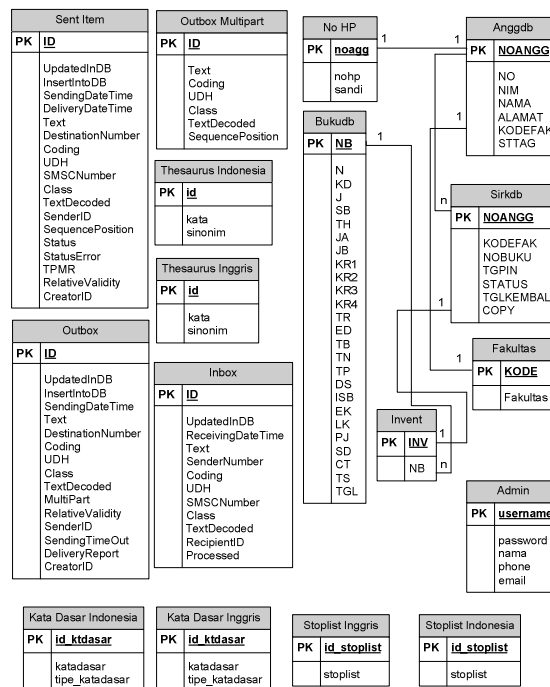 Sent Item
PK ID
UpdatedInDB
InsertIntoDB
SendingDateTime
DeliveryDateTime
Text
DestinationNumber
Coding
UDH
SMSCNumber
Class
TextDecoded
SenderID
SequencePosition
Status
StatusError
TPMR
RelativeValidity
CreatorID
Outbox Multipart
PK ID
Text
Coding
UDH
Class
TextDecoded
SequencePosition
Thesaurus Indonesia
PK id
kata
sinonim
Thesaurus Inggris
PK id
kata
sinonim
Outbox
PK ID
UpdatedInDB
InsertIntoDB
SendingDateTime
Text
DestinationNumber
Coding
UDH
Class
TextDecoded
MultiPart
RelativeValidity
SenderID
SendingTimeOut
DeliveryReport
CreatorID
Inbox
PK ID
UpdatedInDB
ReceivingDateTime
Text
SenderNumber
Coding
UDH
SMSCNumber
Class
TextDecoded
RecipientID
Processed
No HP
PK noagg
nohp
sandi
1
1
Bukudb
PK NB
N
KD
J
SB
TH
JA
JB
KR1
KR2
KR3
KR4
TR
ED
TB
TN
TP
DS
ISB
EK
LK
PJ
SD
CT
TS
TGL
1
Anggdb
PK NOANGG
NO
NIM
NAMA
ALAMAT
KODEFAK
STTAG
1
n
Sirkdb
PK NOANGG
KODEFAK
NOBUKU
TGPIN
STATUS
TGLKEMBAL
COPY
1
Fakultas
PK KODE
Fakultas
1
Invent
PK INV
NB
1
n
Admin
PK username
password
nama
phone
email
Kata Dasar Indonesia
PK id_ktdasar
katadasar
tipe_katadasar
Kata Dasar Inggris
PK id_ktdasar
katadasar
tipe_katadasar
Stoplist Inggris
PK id_stoplist
stoplist
Stoplist Indonesia
PK id_stoplist
stoplist